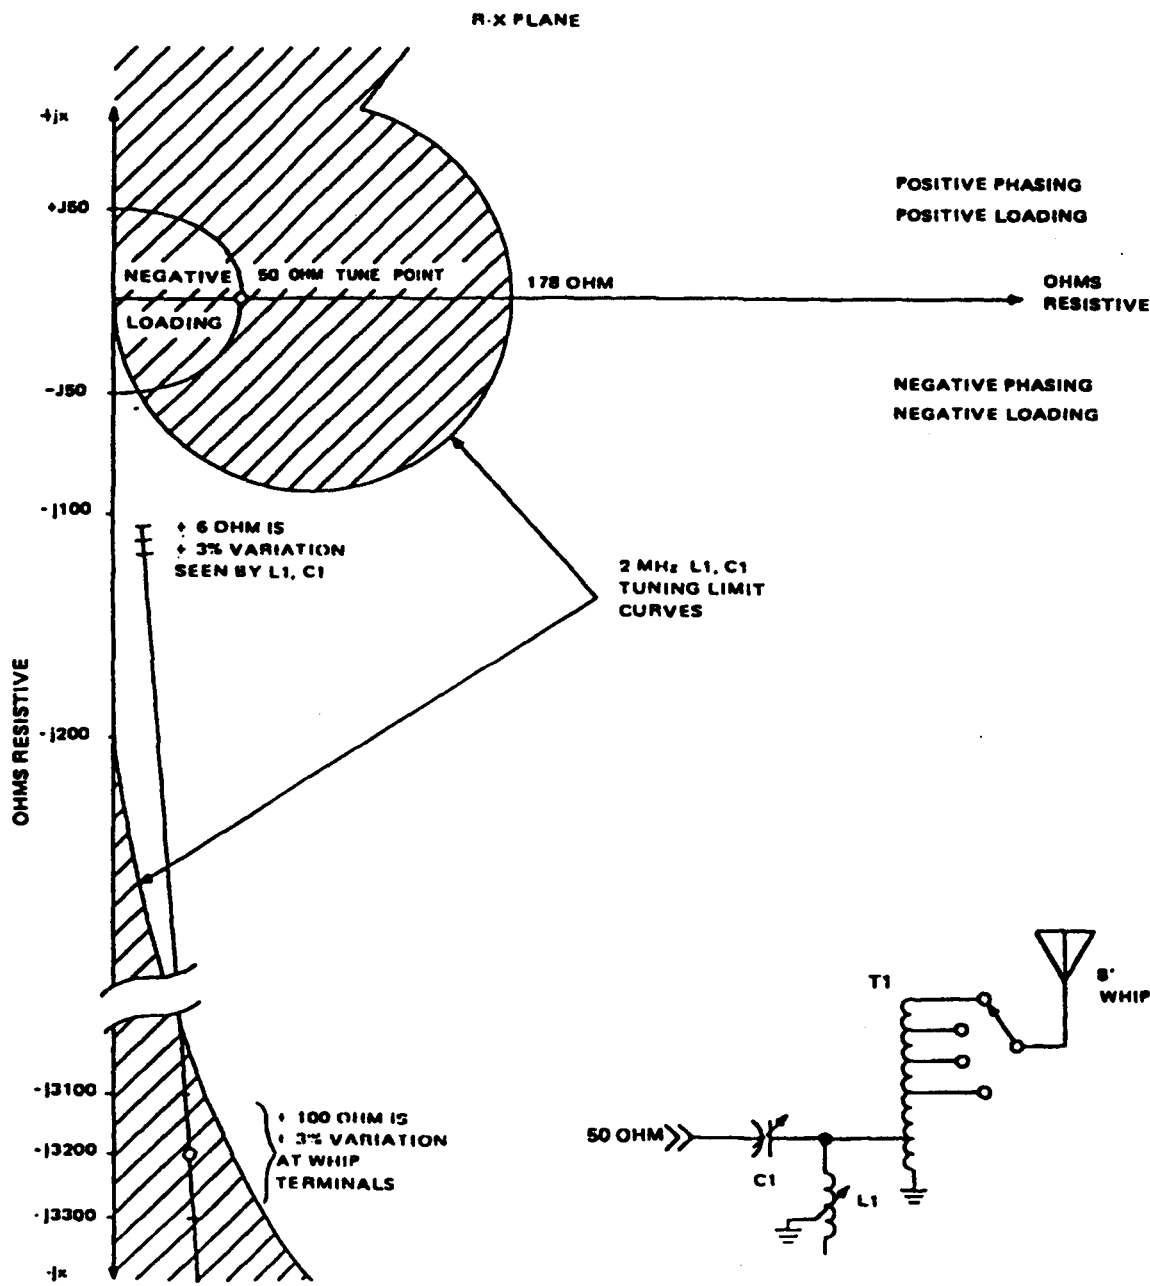 R-X PLANE
+jx
+J50
-J50
-j100
-j200
-j3100
-j3200
-j3300
-jx
OHMS RESISTIVE
NEGATIVE
LOADING
50 OHM TUNE POINT
178 OHM
POSITIVE PHASING
POSITIVE LOADING
OHMS
RESISTIVE
NEGATIVE PHASING
NEGATIVE LOADING
+ 6 OHM IS
+ 3% VARIATION
SEEN BY L1, C1
2 MHz L1, C1
TUNING LIMIT
CURVES
+ 100 OHM IS
+ 3% VARIATION
AT WHIP
TERMINALS
T1
8'
WHIP
50 OHM
C1
L1